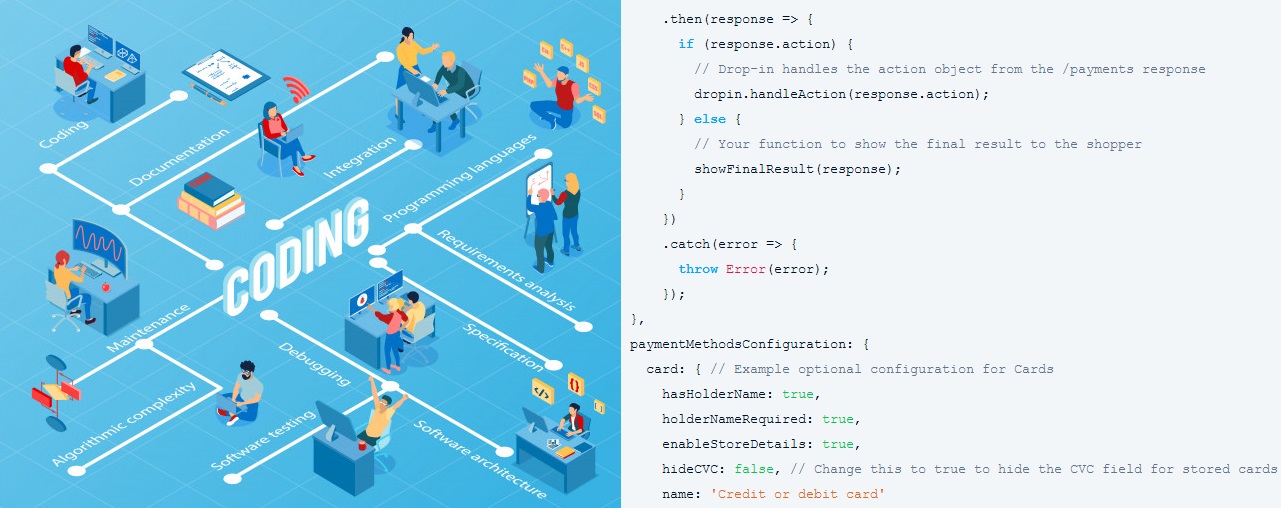 Coding
Documentation
Integration
Programming languages
CODING
Requirements analysis
Maintenance
Debugging
Specification
Algorithmic complexity
Software testing
Software architecture
</>
{}
.then(response => {
if (response.action) {
// Drop-in handles the action object from the /payments response
dropin.handleAction(response.action);
} else {
// Your function to show the final result to the shopper
showFinalResult(response);
}
})
.catch(error => {
throw Error(error);
});
},
paymentMethodsConfiguration: {
card: { // Example optional configuration for Cards
hasHolderName: true,
holderNameRequired: true,
enableStoreDetails: true,
hideCVC: false, // Change this to true to hide the CVC field for stored cards
name: 'Credit or debit card'